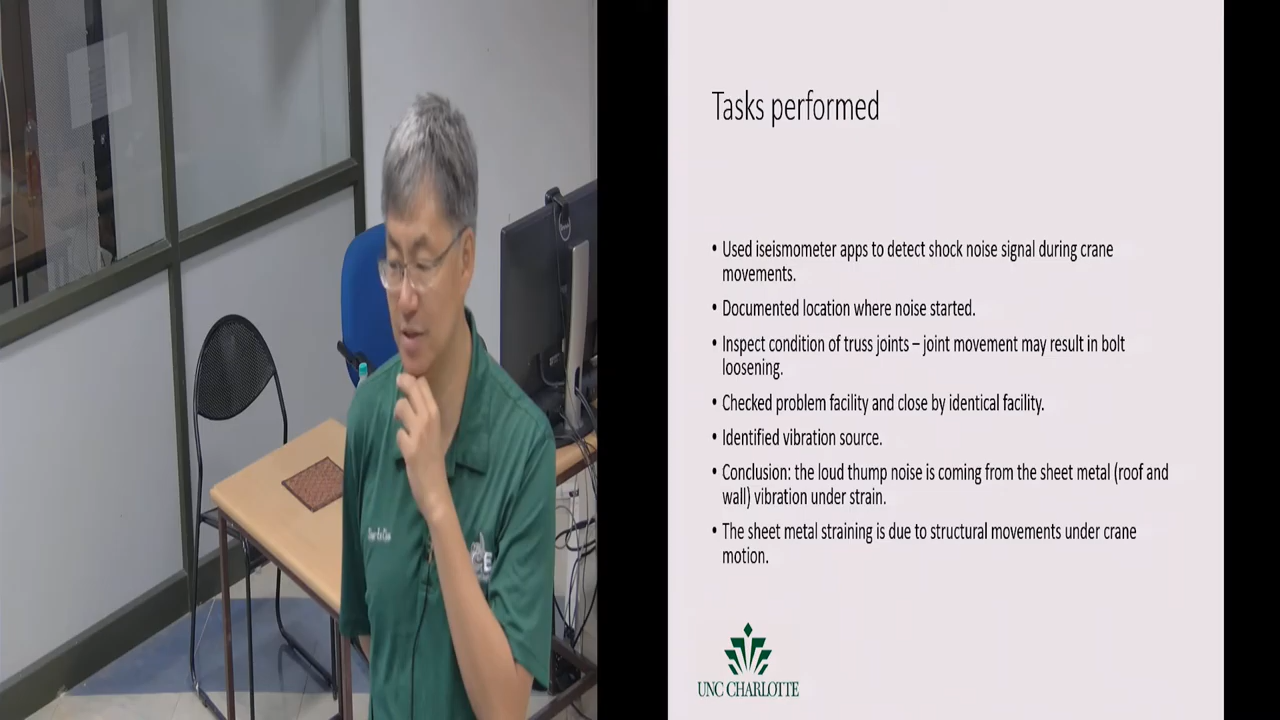 Tasks performed
• Used iseismometer apps to detect shock noise signal during crane
movements.
• Documented location where noise started.
• Inspect condition of truss joints – joint movement may result in bolt
loosening.
• Checked problem facility and close by identical facility.
• Identified vibration source.
• Conclusion: the loud thump noise is coming from the sheet metal (roof and
wall) vibration under strain.
• The sheet metal straining is due to structural movements under crane
motion.
UNC CHARLOTTE